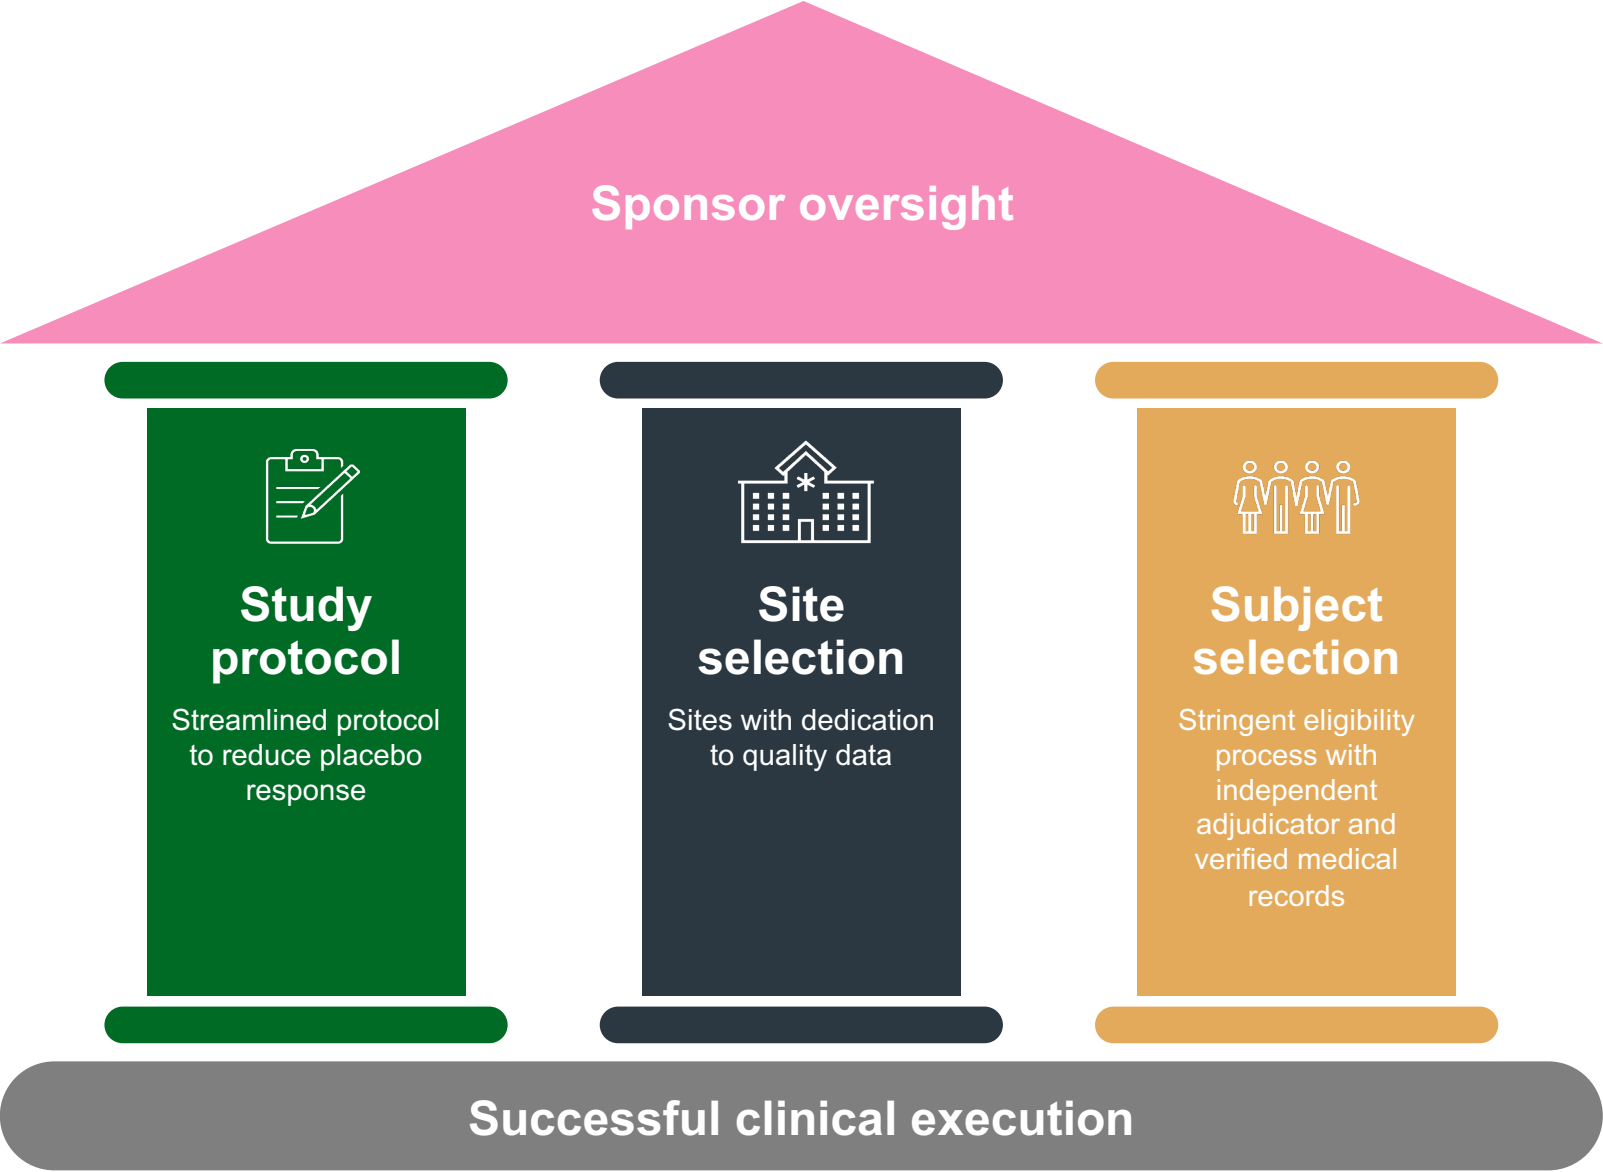 Sponsor oversight
Study
protocol
Streamlined protocol
to reduce placebo
response
Site
selection
Sites with dedication
to quality data
Subject
selection
Stringent eligibility
process with
independent
adjudicator and
verified medical
records
Successful clinical execution